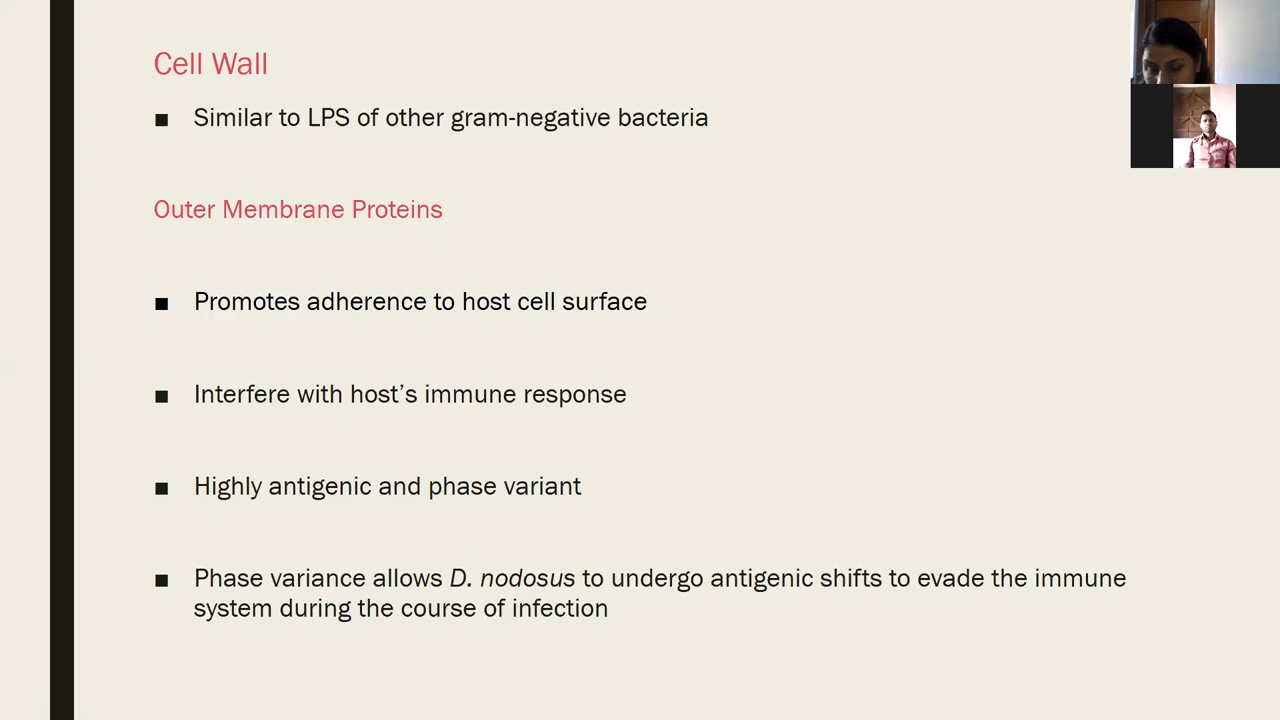 Cell Wall
■ Similar to LPS of other gram-negative bacteria
Outer Membrane Proteins
■ Promotes adherence to host cell surface
■ Interfere with host’s immune response
■ Highly antigenic and phase variant
■ Phase variance allows D. nodosus to undergo antigenic shifts to evade the immune
system during the course of infection